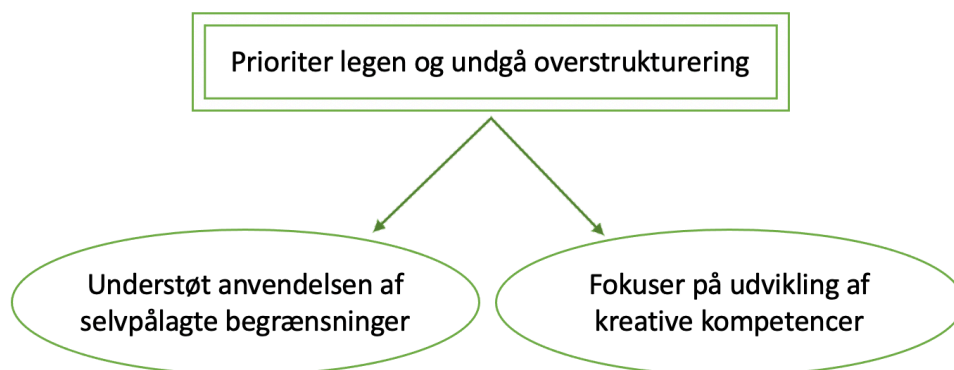 Prioriter legen og undgå overstrukturering
Understøt anvendelsen af
selvpålagte begrænsninger
Fokuser på udvikling af
kreative kompetencer